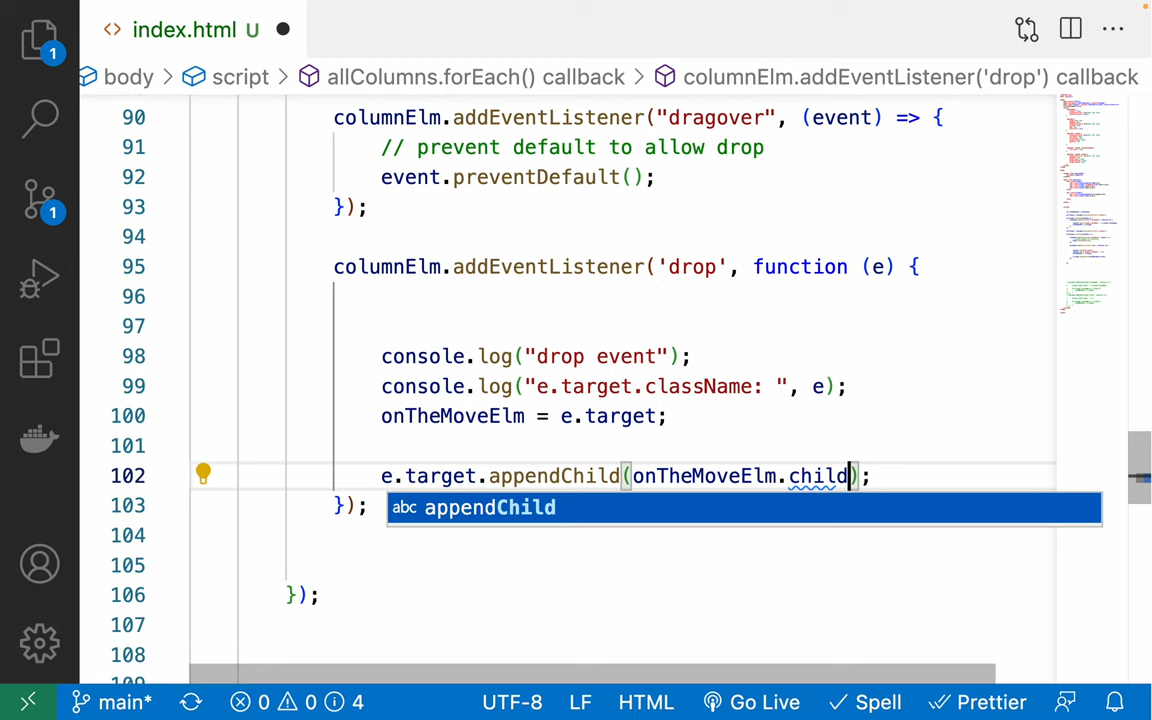 index.html U
body > script > allColumns.forEach() callback > columnElm.addEventListener('drop') callback
1
1
90 columnElm.addEventListener("dragover", (event) => {
91 // prevent default to allow drop
92 event.preventDefault();
93 });
94
95 columnElm.addEventListener('drop', function (e) {
96
97
98 console.log("drop event");
99 console.log("e.target.className: ", e);
100 onTheMoveElm = e.target;
101
102 e.target.appendChild(onTheMoveElm.child);
103 });
abc appendChild
104
105
106 });
107
108
main* 0 0 4 UTF-8 LF HTML Go Live Spell Prettier